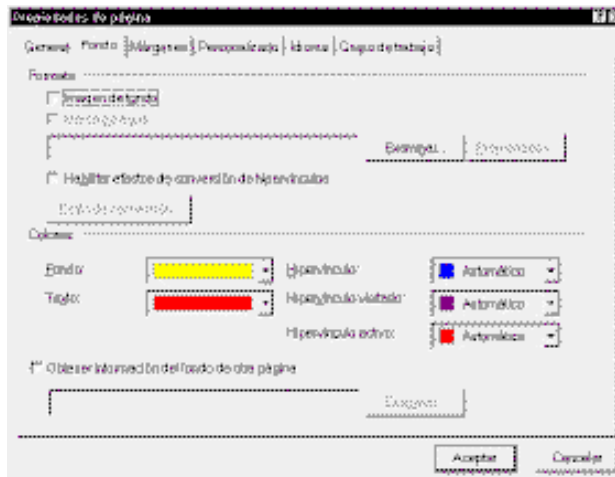 Propiedades de página
General Fondo Márgenes Personalizado Idioma Grupo de trabajo
Formato
Imagen de fondo
Marca de agua
Examinar... Propiedades
Habilitar efectos de conversión de hipervínculos
Estilo de conversión
Colores
Fondo: Hipervínculo: Automático
Texto: Hipervínculo visitado: Automático
Hipervínculo activo: Automático
Obtener información del fondo de otra página
Examinar
Aceptar Cancelar